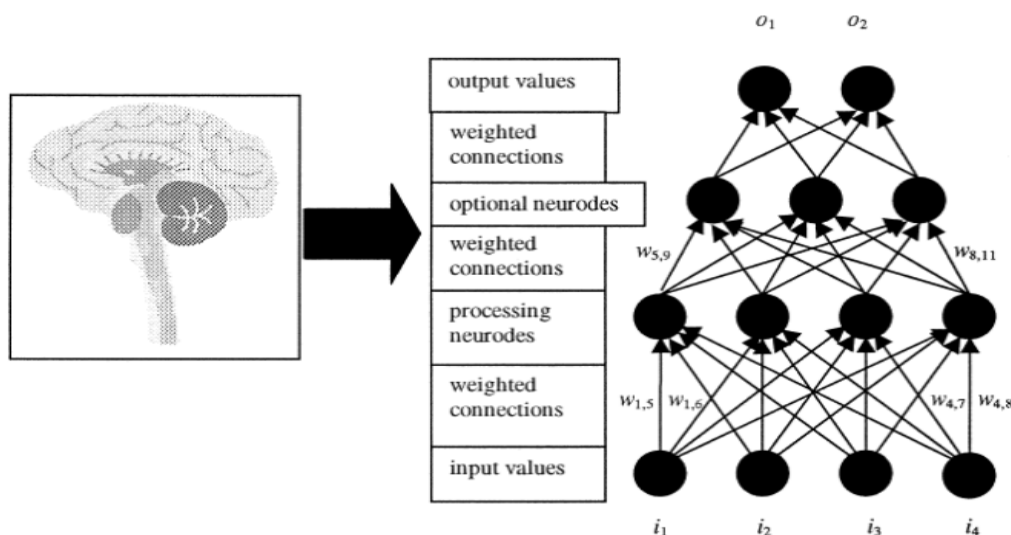 o1 o2
output values
weighted
connections
optional neurodes
weighted
connections
w5,9 w8,11
processing
neurodes
weighted
connections
w1,5 w1,6 w4,7 w4,8
input values
i1 i2 i3 i4